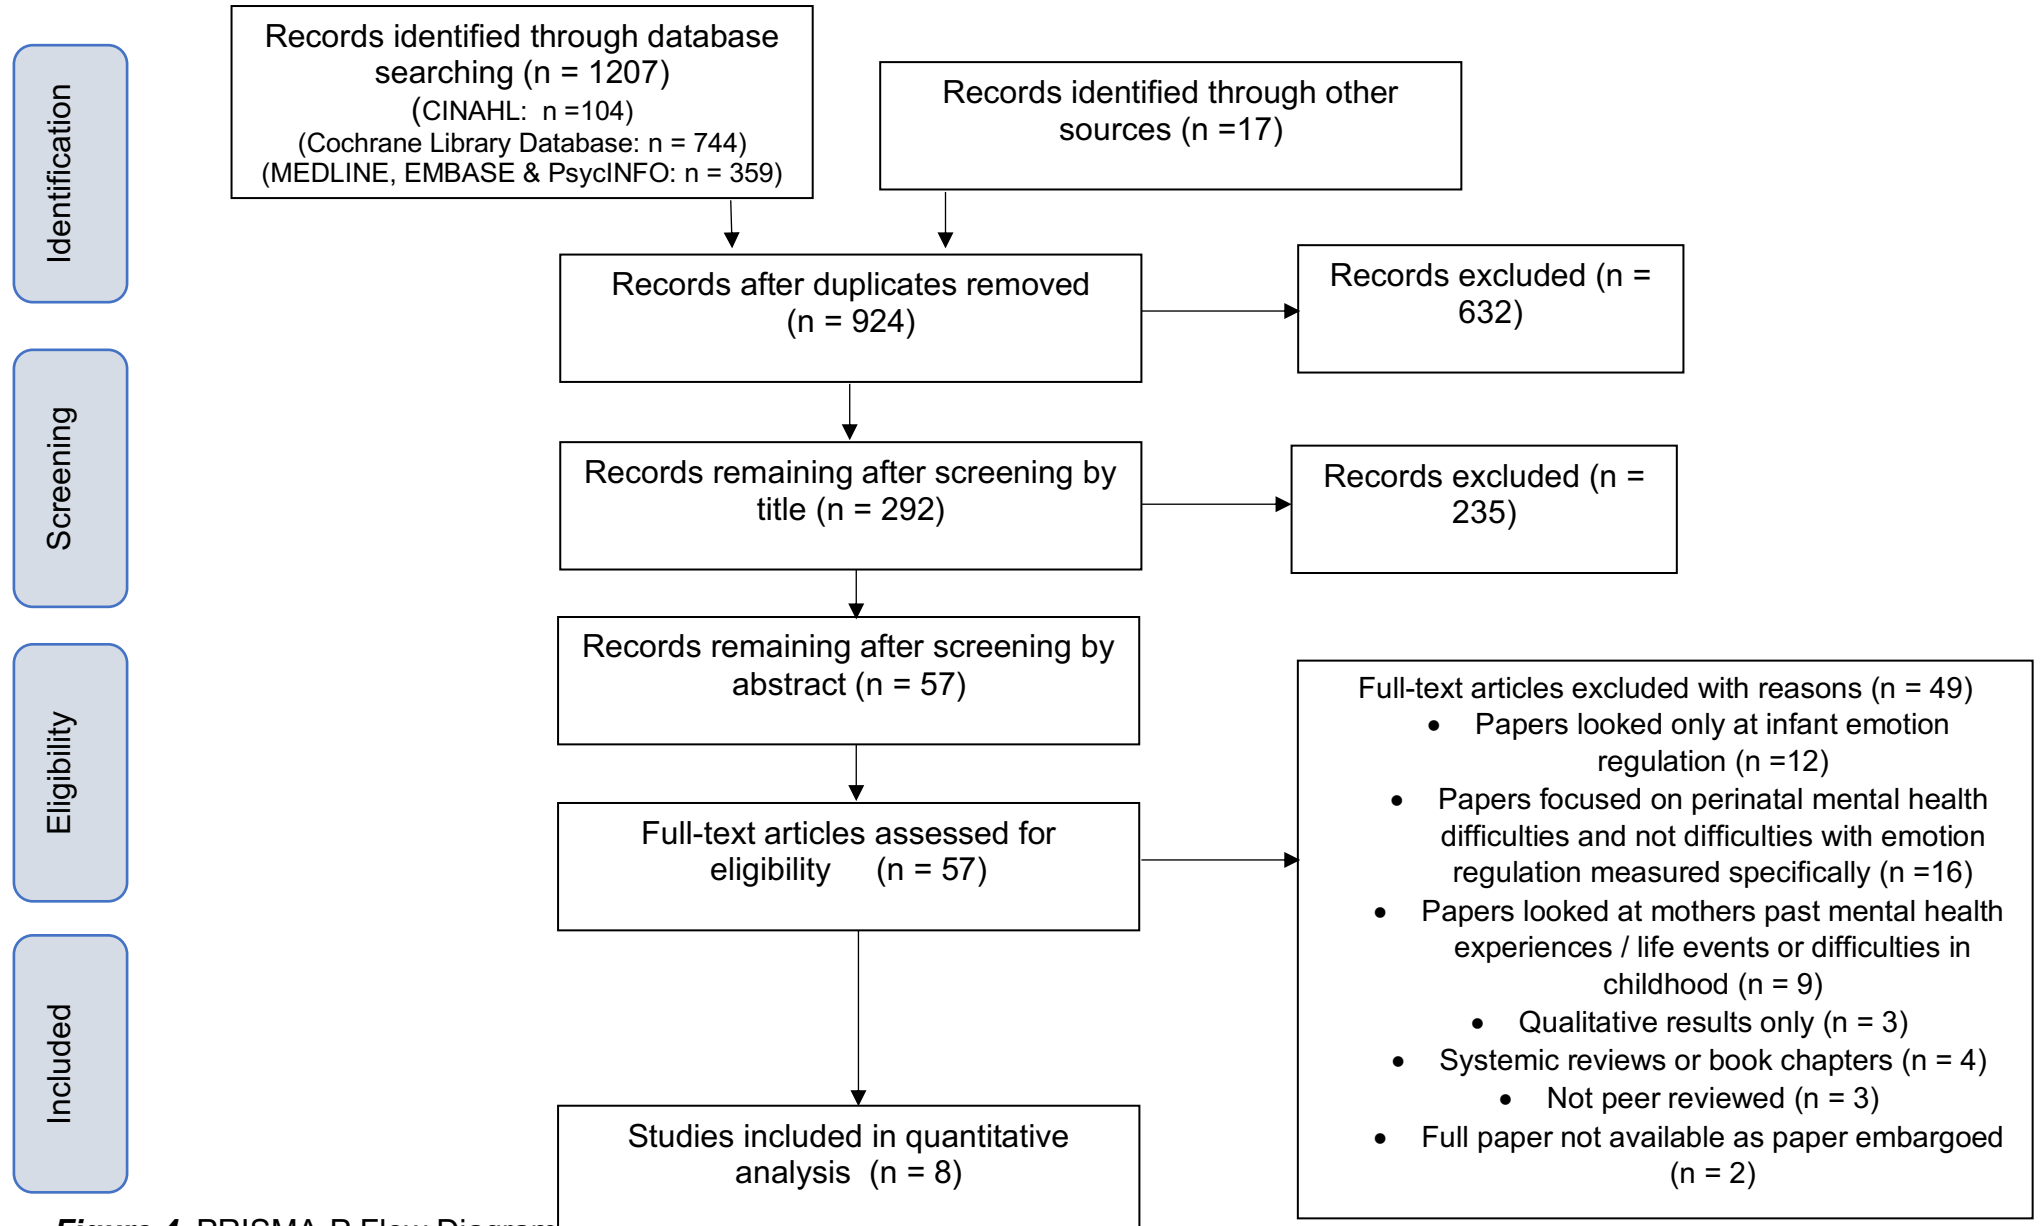 Identification
Records identified through database
searching (n = 1207)
(CINAHL:  n =104)
(Cochrane Library Database: n = 744)
(MEDLINE, EMBASE & PsycINFO: n = 359)
Records identified through other
sources (n =17)
Records after duplicates removed
(n = 924)
Records excluded (n =
632)
Screening
Records remaining after screening by
title (n = 292)
Records excluded (n =
235)
Eligibility
Records remaining after screening by
abstract (n = 57)
Full-text articles assessed for
eligibility     (n = 57)
Full-text articles excluded with reasons (n = 49)
• Papers looked only at infant emotion
regulation (n =12)
• Papers focused on perinatal mental health
difficulties and not difficulties with emotion
regulation measured specifically (n =16)
• Papers looked at mothers past mental health
experiences / life events or difficulties in
childhood (n = 9)
• Qualitative results only (n = 3)
• Systemic reviews or book chapters (n = 4)
• Not peer reviewed (n = 3)
• Full paper not available as paper embargoed
(n = 2)
Included
Studies included in quantitative
analysis  (n = 8)
Figure 4. PRISMA-P Flow Diagram